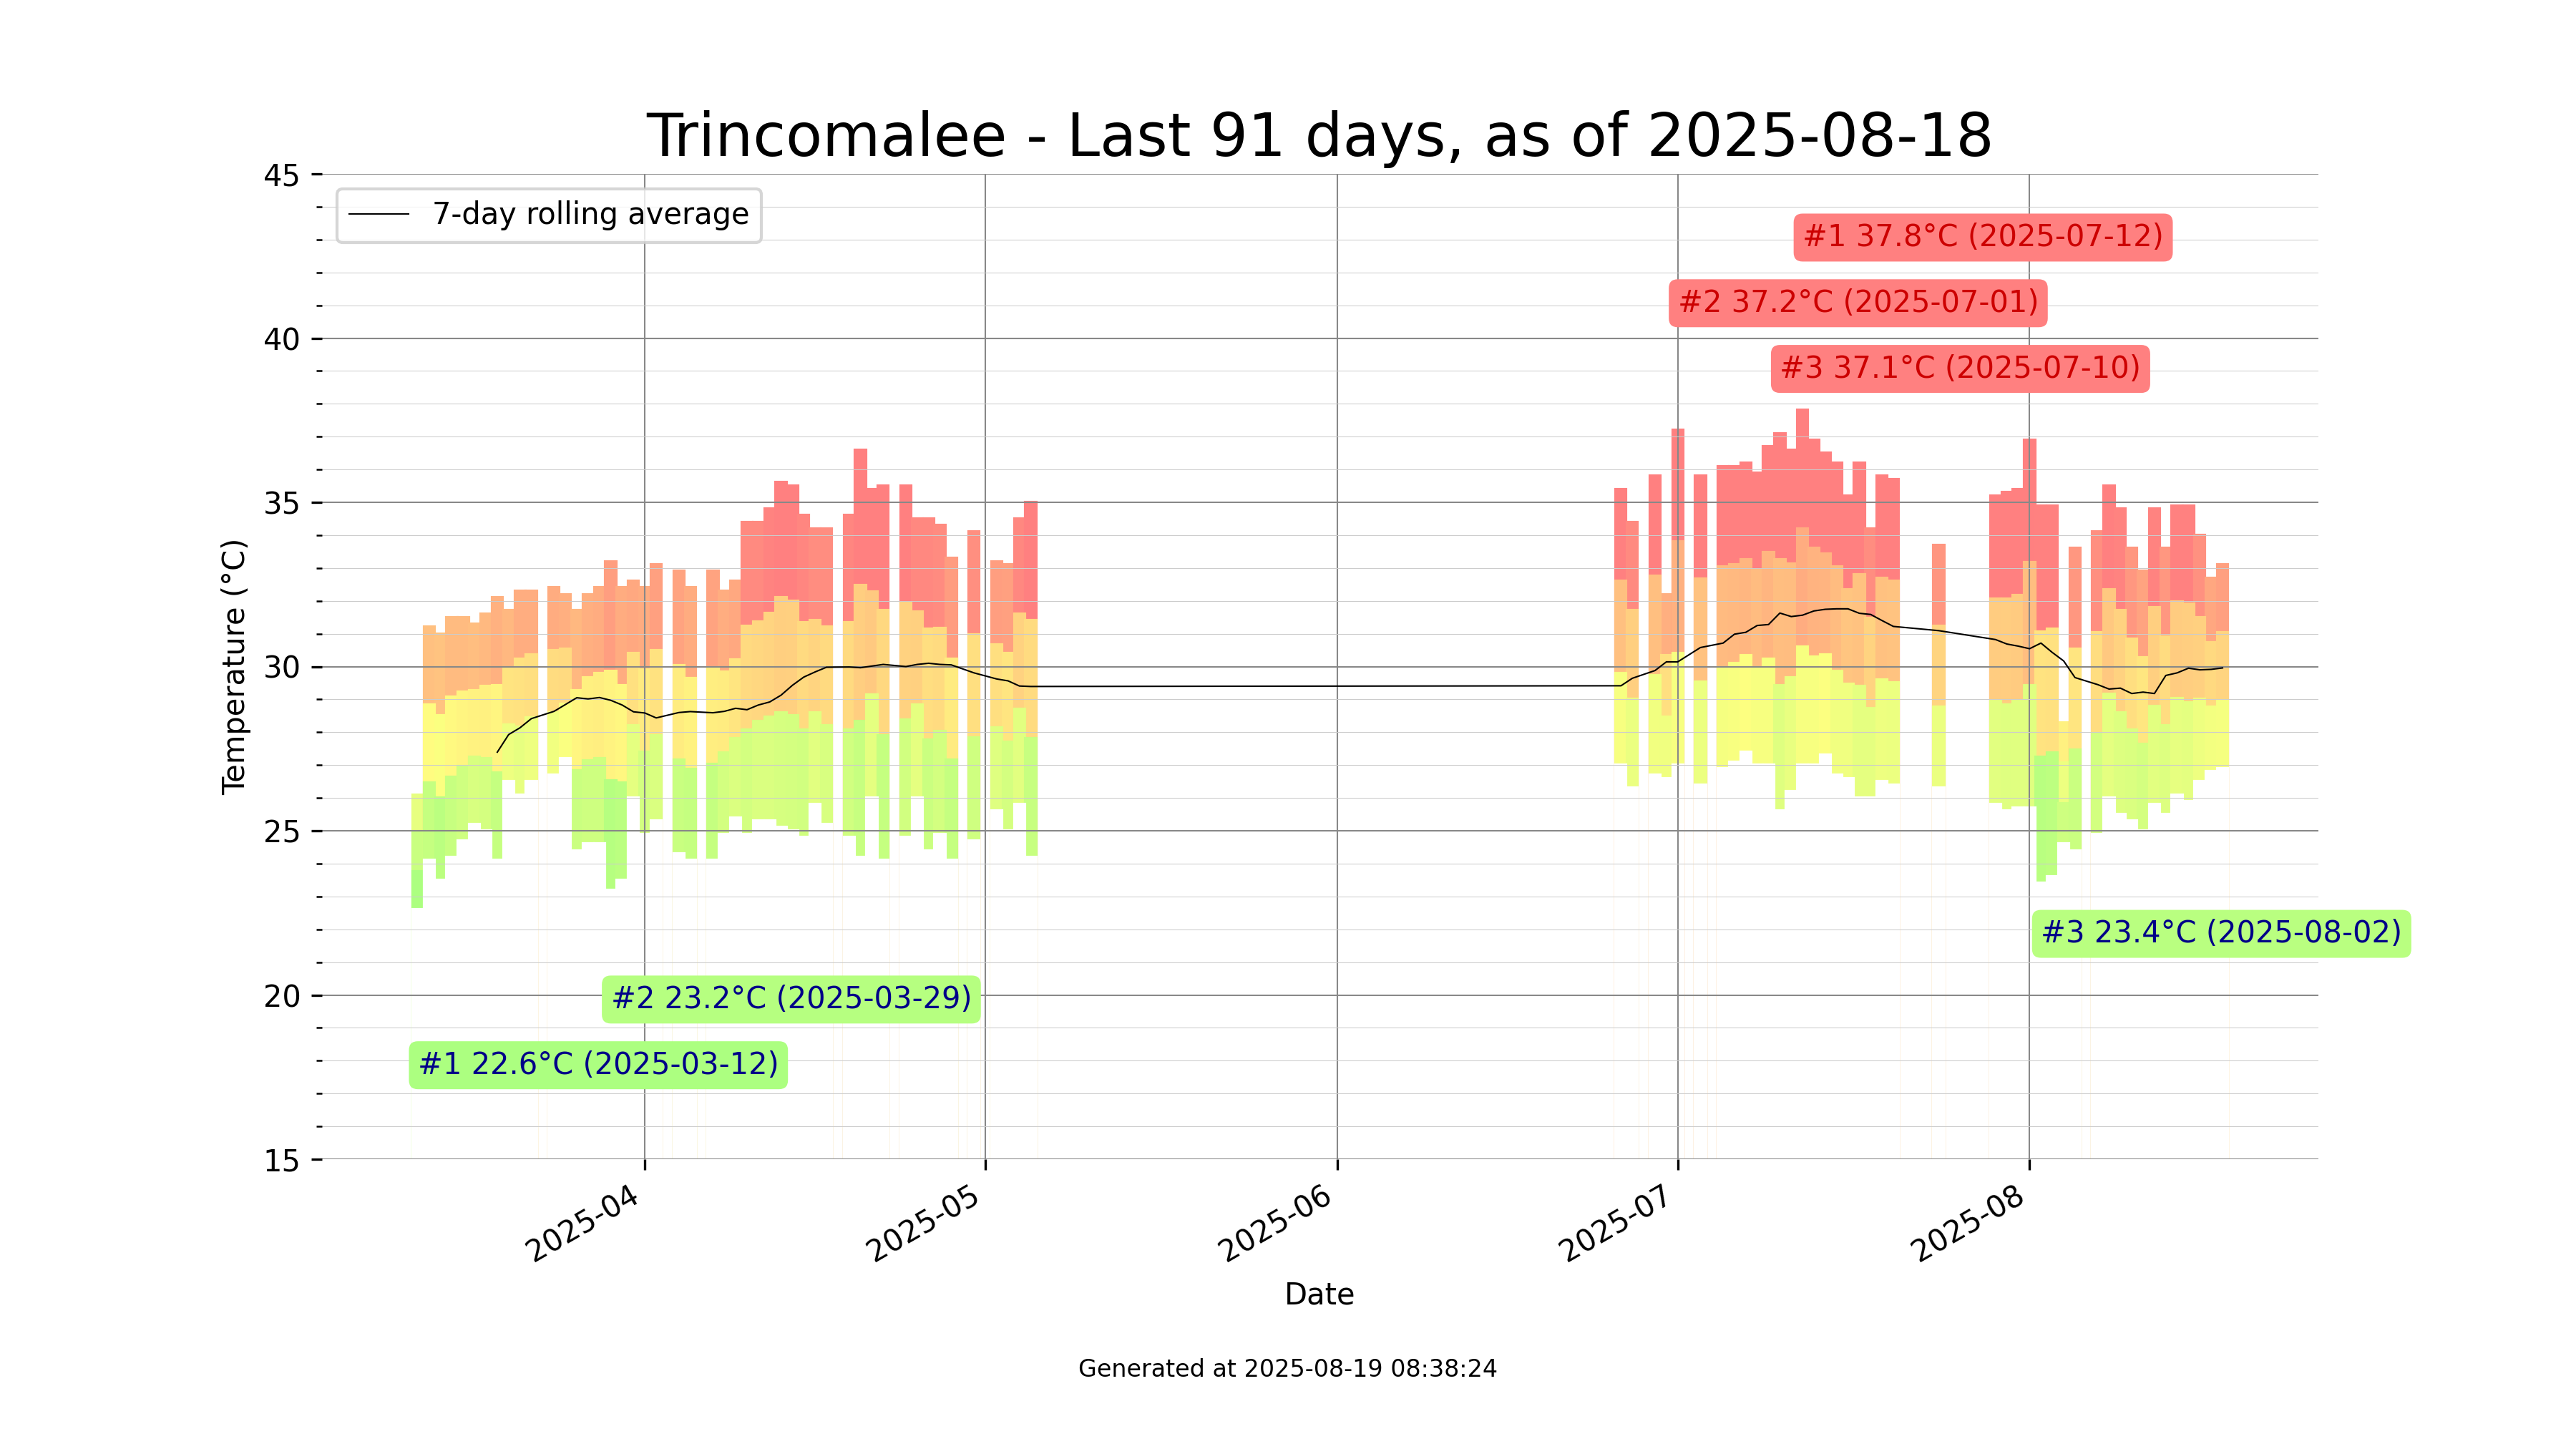 Trincomalee - Last 91 days, as of 2025-08-18
45
7-day rolling average
#1 37.8°C (2025-07-12)
#2 37.2°C (2025-07-01)
40
#3 37.1°C (2025-07-10)
35
Temperature (°C)
30
25
#3 23.4°C (2025-08-02)
20
#2 23.2°C (2025-03-29)
#1 22.6°C (2025-03-12)
15
2025-04
2025-05
2025-06
2025-07
2025-08
Date
Generated at 2025-08-19 08:38:24